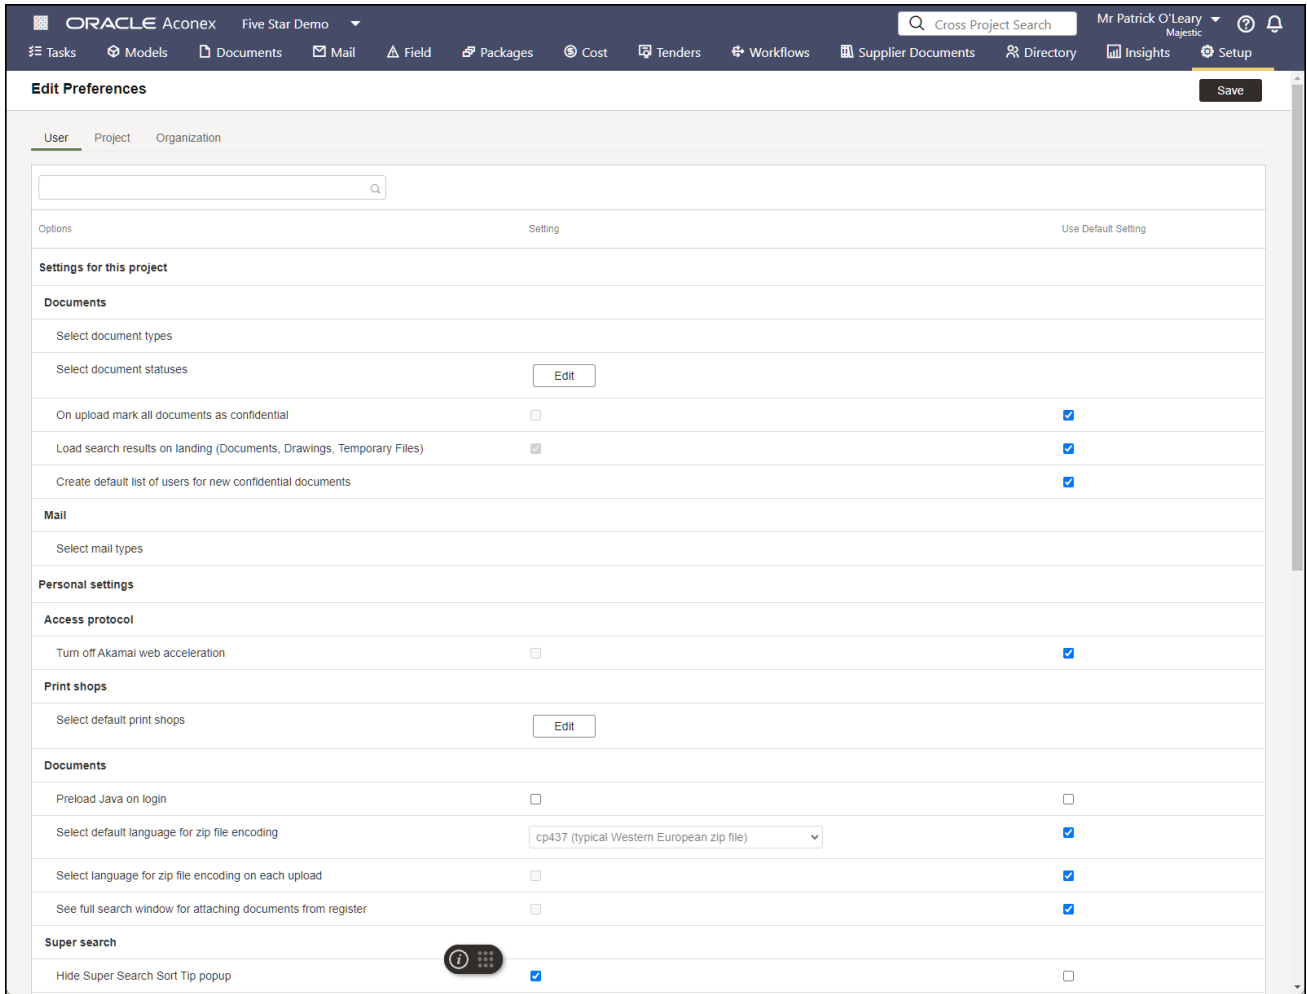 ORACLE Aconex Five Star Demo Cross Project Search Mr Patrick O'Leary
Majestic
Tasks Models Documents Mail Field Packages Cost Tenders Workflows Supplier Documents Directory Insights Setup
Edit Preferences Save
User Project Organization
Options Setting Use Default Setting
Settings for this project
Documents
Select document types
Select document statuses Edit
On upload mark all documents as confidential
Load search results on landing (Documents, Drawings, Temporary Files)
Create default list of users for new confidential documents
Mail
Select mail types
Personal settings
Access protocol
Turn off Akamai web acceleration
Print shops
Select default print shops Edit
Documents
Preload Java on login
Select default language for zip file encoding cp437 (typical Western European zip file)
Select language for zip file encoding on each upload
See full search window for attaching documents from register
Super search
Hide Super Search Sort Tip popup